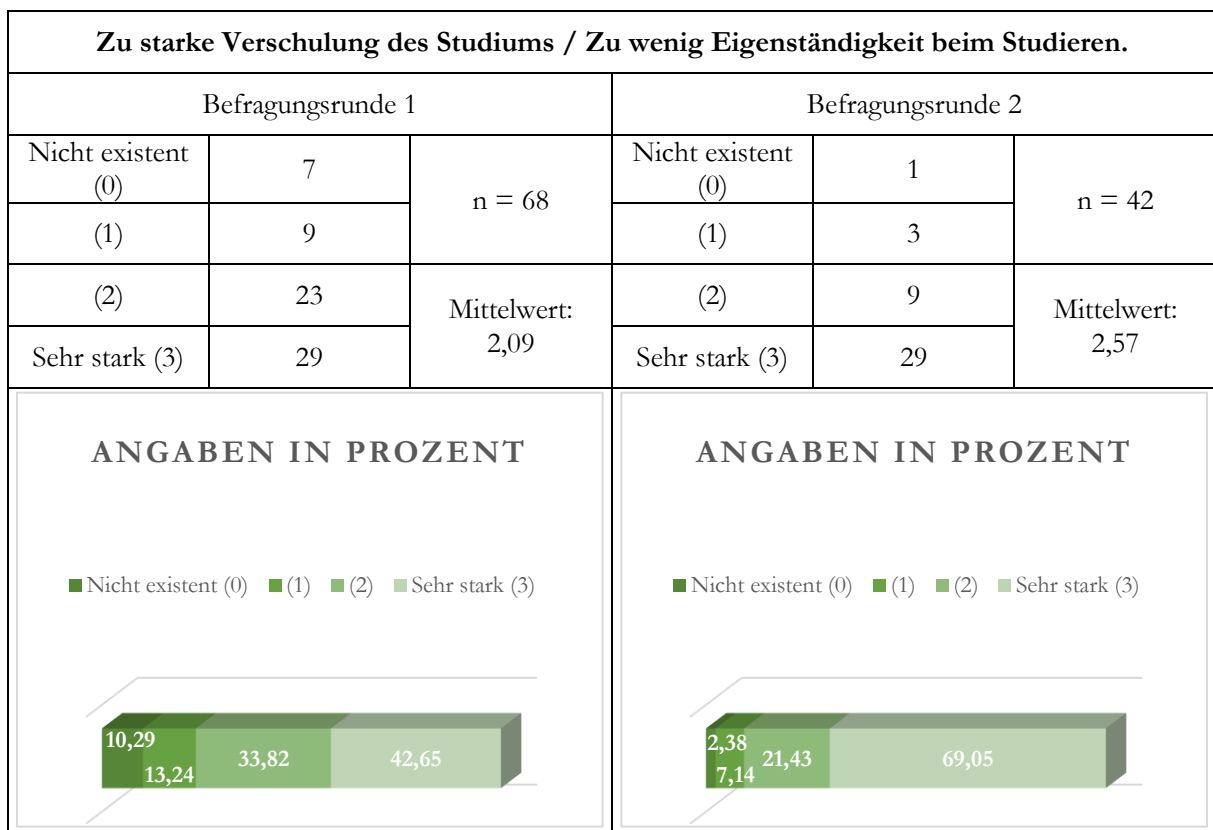 Zu starke Verschulung des Studiums / Zu wenig Eigenständigkeit beim Studieren.
Befragungsrunde 1
Nicht existent
(0)
7
n = 68
(1)
9
(2)
23
Mittelwert:
2,09
Sehr stark (3)
29
Befragungsrunde 2
Nicht existent
(0)
1
n = 42
(1)
3
(2)
9
Mittelwert:
2,57
Sehr stark (3)
29
ANGABEN IN PROZENT
Nicht existent (0) (1) (2) Sehr stark (3)
10,29
13,24
33,82
42,65
ANGABEN IN PROZENT
Nicht existent (0) (1) (2) Sehr stark (3)
2,38
7,14
21,43
69,05